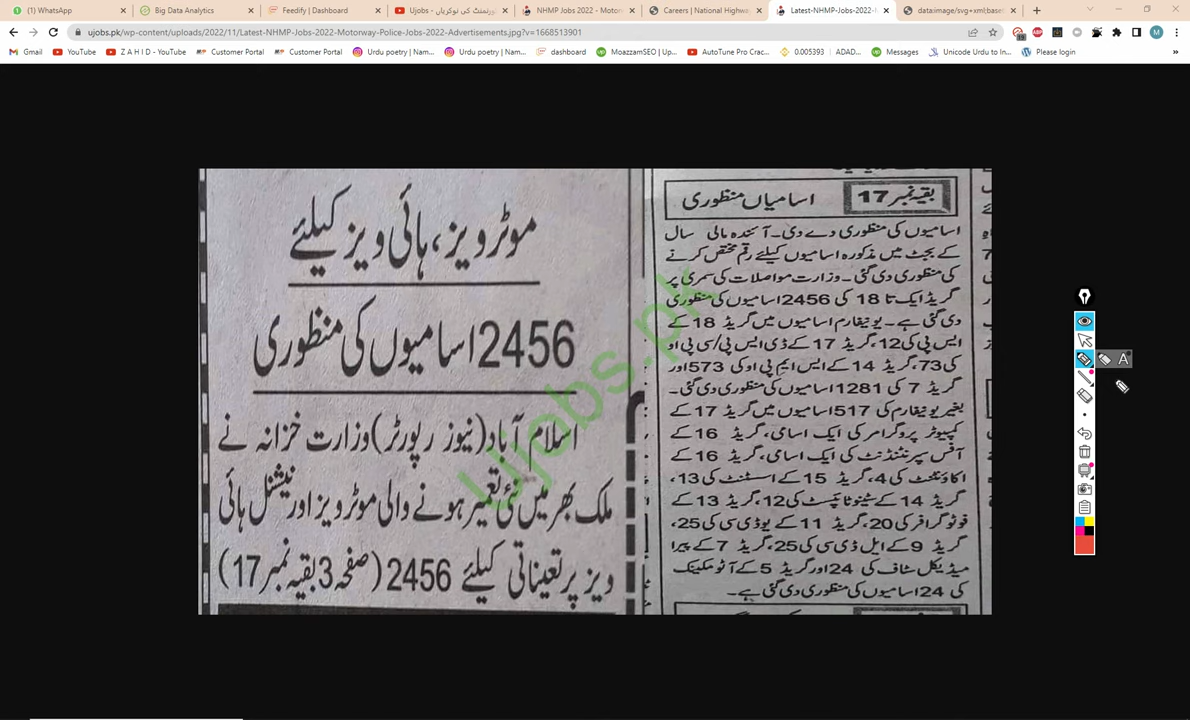 (1) WhatsApp
Big Data Analytics
Feedify | Dashboard
NHMP Jobs 2022 - Motorw
Careers | National Highwa
Latest-NHMP-Jobs-2022-
data:image/svg+xml;base6
ujobs.pk/wp-content/uploads/2022/11/Latest-NHMP-Jobs-2022-Motorway-Police-Jobs-2022-Advertisements.jpg?v=1668513901
Gmail
YouTube
Z A H I D - YouTube
Customer Portal
Customer Portal
Urdu poetry | Nam...
Urdu poetry | Nam...
dashboard
MoazzamSEO | Up...
AutoTune Pro Crac...
0.005393 | ADAD...
Messages
Unicode Urdu to In...
Please login
موٹرویز، ہائی ویز کیلئے
2456 اسامیوں کی منظوری
اسلام آباد (نیوز رپورٹر) وزارت خزانہ نے
ملک بھر میں نئی تعمیر ہونے والی موٹرویز اور نیشنل ہائی
ویز پر تعیناتی کیلئے 2456 (صفحہ 3 بقیہ نمبر 17)
بقیہ نمبر 17 اسامیاں منظوری
اسامیوں کی منظوری دے دی۔ آئندہ مالی سال
کے بجٹ میں مذکورہ اسامیوں کیلئے رقم مختص کرنے
کی منظوری دی گئی۔ وزارت مواصلات کی سمری پر
گریڈ ایک تا 18 کی 2456 اسامیوں کی منظوری
دی گئی ہے۔ یونیفارم اسامیوں میں گریڈ 18 کے
ایس پی کی 12، گریڈ 17 کے ڈی ایس پی/سی پی او
کی 73، گریڈ 14 کے ایس ایم پی او کی 573 اور
گریڈ 7 کی 1281 اسامیوں کی منظوری دی گئی۔
بغیر یونیفارم کی 517 اسامیوں میں گریڈ 17 کے
کمپیوٹر پروگرامر کی ایک اسامی، گریڈ 16 کے
آفس سپرنٹنڈنٹ کی ایک اسامی، گریڈ 16 کے
اکاؤنٹنٹ کی 4، گریڈ 15 کے اسسٹنٹ کی 13،
گریڈ 14 کے سٹینوٹائپسٹ کی 12، گریڈ 13 کے
فوٹوگرافر کی 20، گریڈ 11 کے یو ڈی سی کی 25،
گریڈ 9 کے ایل ڈی سی کی 25، گریڈ 7 کے پیرا
میڈیکل سٹاف کی 24 اور گریڈ 5 کے آٹو مکینک
کی 24 اسامیوں کی منظوری دی گئی ہے۔
Ujobs.pk